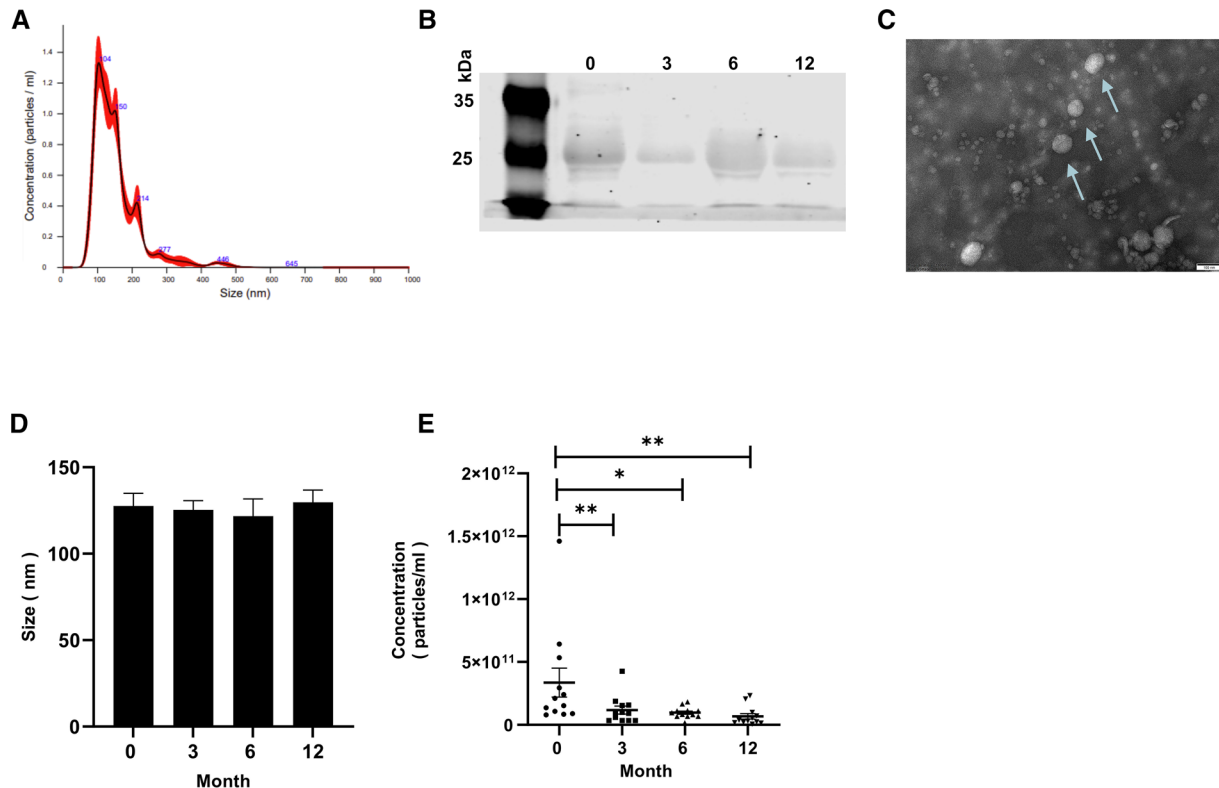 A
Concentration (particles / ml)
1.4
1.2
1.0
0.8
0.6
0.4
0.2
0
104
150
214
277
446
645
0 100 200 300 400 500 600 700 800 900 1000
Size (nm)
B
kDa
0 3 6 12
35
25
C
D
Size ( nm )
150
100
50
0
0 3 6 12
Month
E
** 
*
**
Concentration
( particles/ml )
2×10¹²
1.5×10¹²
1×10¹²
5×10¹¹
0
0 3 6 12
Month